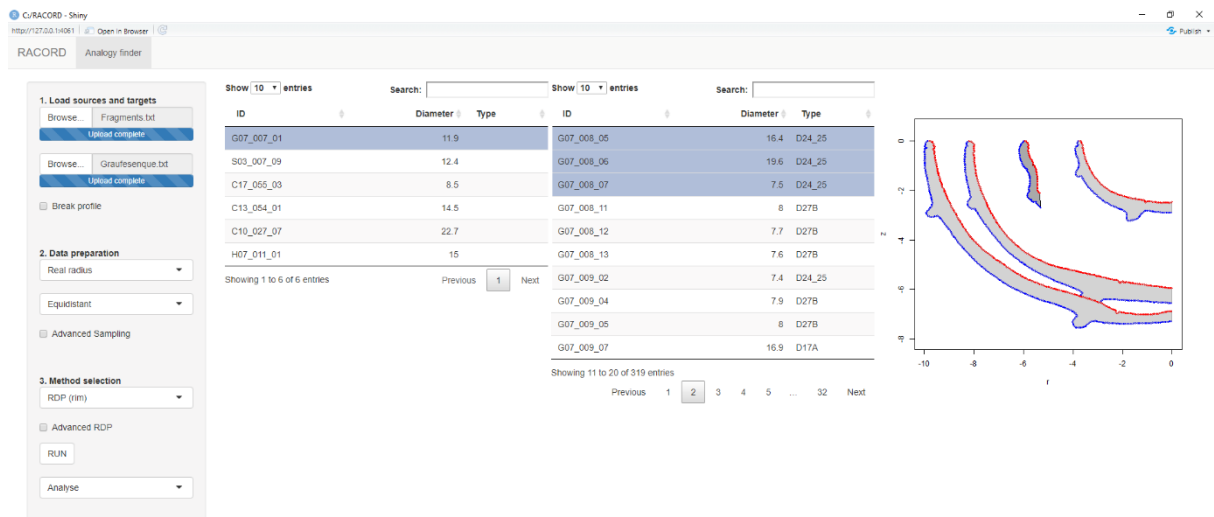 C:/RACORD - Shiny
http://127.0.0.1:4061 Open in Browser Publish
RACORD Analogy finder
1. Load sources and targets
Browse... Fragments.txt
Upload complete
Browse... Graufesenque.txt
Upload complete
Break profile
2. Data preparation
Real radius
Equidistant
Advanced Sampling
3. Method selection
RDP (rim)
Advanced RDP
RUN
Analyse
Show 10 entries Search:
ID Diameter Type
G07_007_01 11.9
S03_007_09 12.4
C17_055_03 8.5
C13_054_01 14.5
C10_027_07 22.7
H07_011_01 15
Showing 1 to 6 of 6 entries Previous 1 Next
Show 10 entries Search:
ID Diameter Type
G07_008_05 16.4 D24_25
G07_008_06 19.6 D24_25
G07_008_07 7.5 D24_25
G07_008_11 8 D27B
G07_008_12 7.7 D27B
G07_008_13 7.6 D27B
G07_009_02 7.4 D24_25
G07_009_04 7.9 D27B
G07_009_05 8 D27B
G07_009_07 16.9 D17A
Showing 11 to 20 of 319 entries
Previous 1 2 3 4 5 ... 32 Next
0
-2
-4
-6
-8
z
-10 -8 -6 -4 -2 0
r